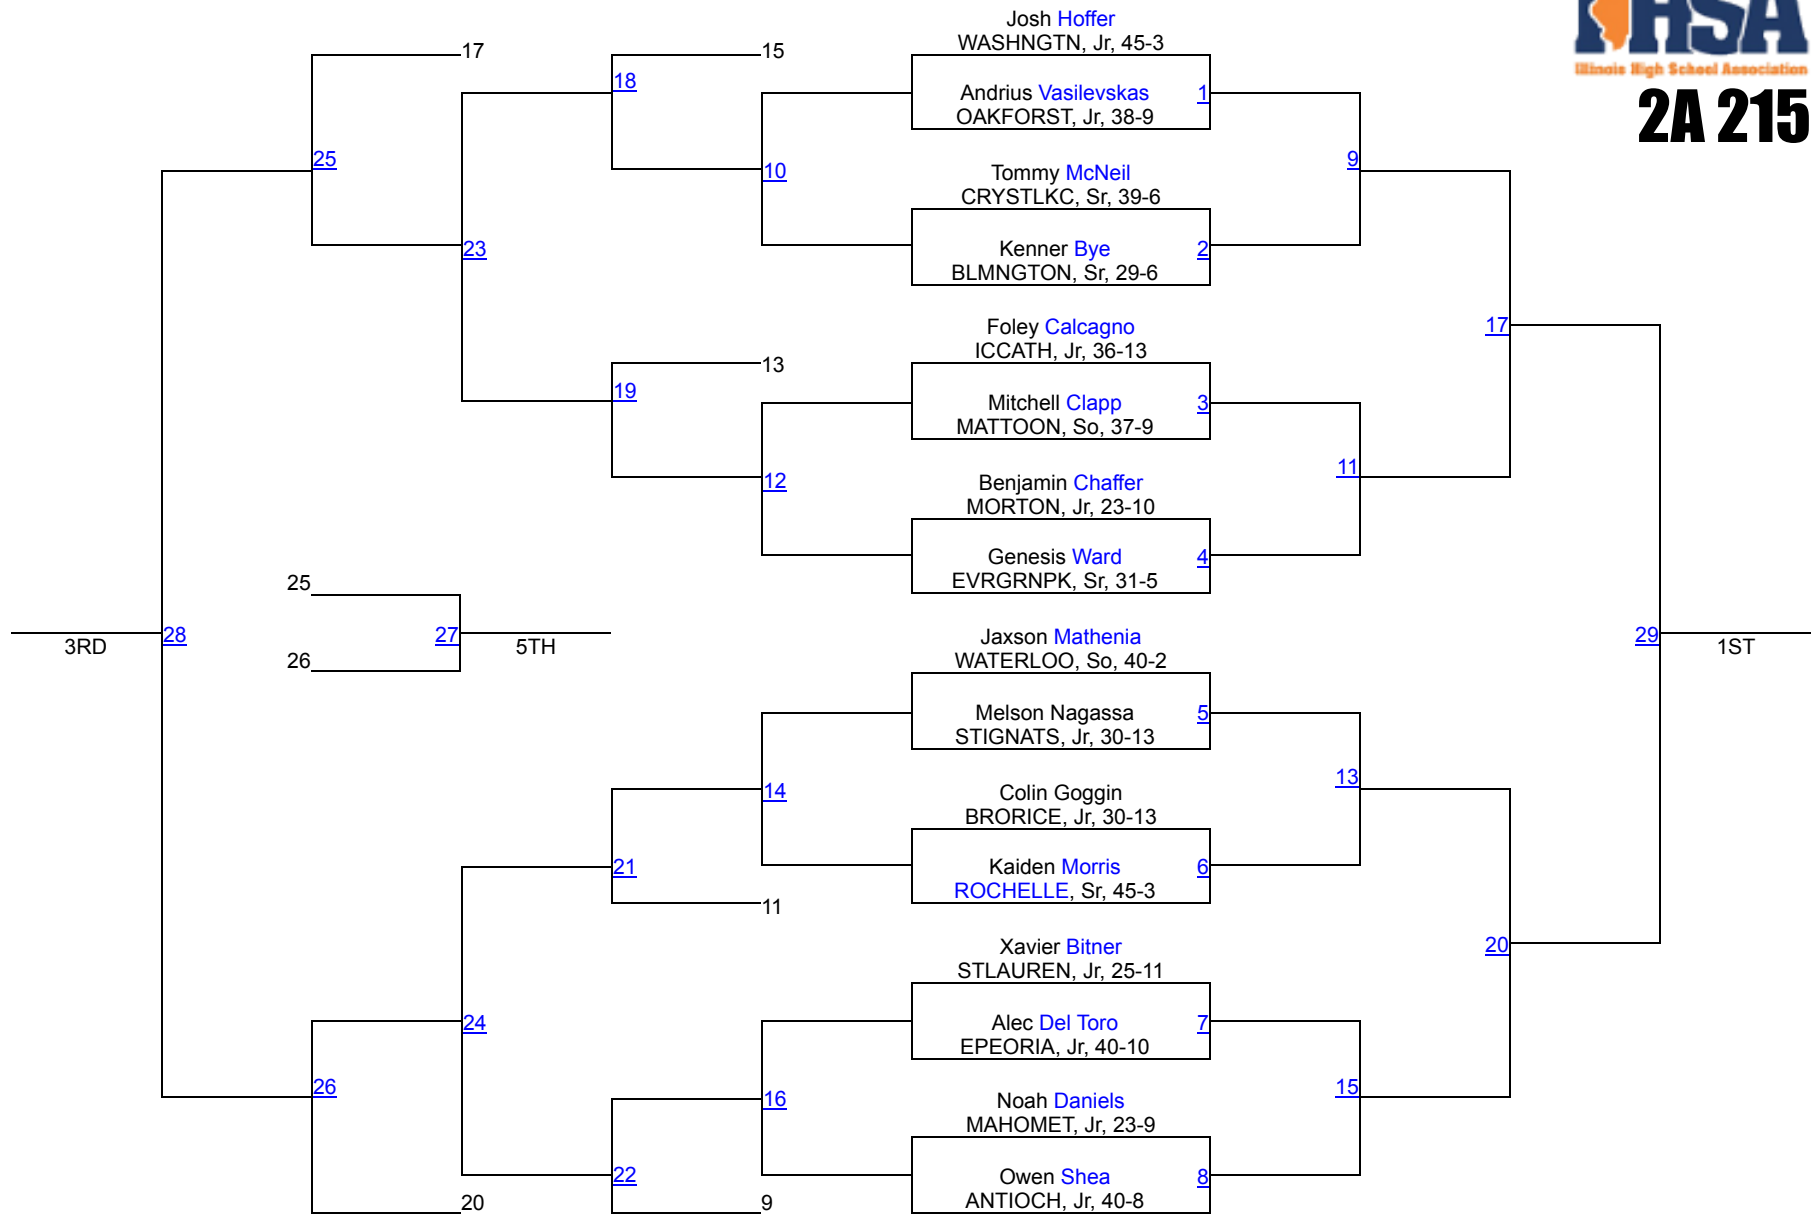 IHSA
Illinois High School Association
2A 215
Josh Hoffer
WASHNGTN, Jr, 45-3
17
15
18
Andrius Vasilevskas
OAKFORST, Jr, 38-9
1
25
10
9
Tommy McNeil
CRYSTLKC, Sr, 39-6
23
Kenner Bye
BLMNGTON, Sr, 29-6
2
Foley Calcagno
ICCATH, Jr, 36-13
17
13
19
Mitchell Clapp
MATTOON, So, 37-9
3
12
11
Benjamin Chaffer
MORTON, Jr, 23-10
Genesis Ward
EVRGRNPK, Sr, 31-5
4
25
3RD
28
27
5TH
26
Jaxson Mathenia
WATERLOO, So, 40-2
29
1ST
Melson Nagassa
STIGNATS, Jr, 30-13
5
14
13
Colin Goggin
BRORICE, Jr, 30-13
21
Kaiden Morris
ROCHELLE, Sr, 45-3
6
11
Xavier Bitner
STLAUREN, Jr, 25-11
20
24
Alec Del Toro
EPEORIA, Jr, 40-10
7
26
16
15
Noah Daniels
MAHOMET, Jr, 23-9
22
Owen Shea
ANTIOCH, Jr, 40-8
8
20
9